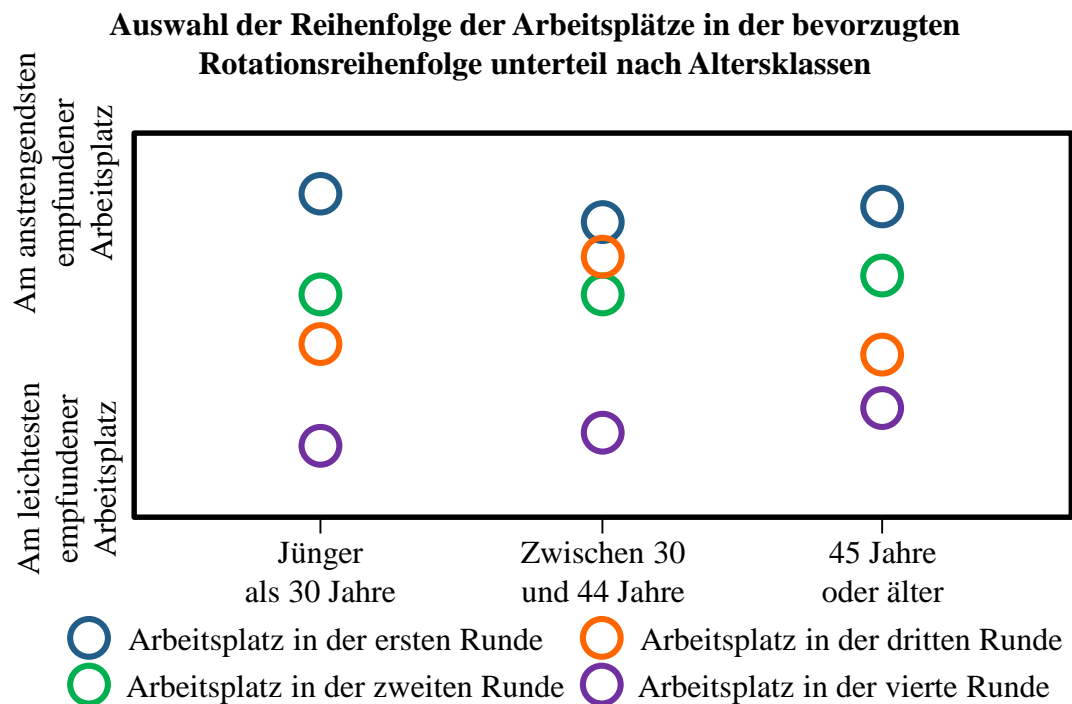 Auswahl der Reihenfolge der Arbeitsplätze in der bevorzugten
Rotationsreihenfolge unterteil nach Altersklassen
Am anstrengendsten
empfundener
Arbeitsplatz
Am leichtesten
empfundener
Arbeitsplatz
Jünger
als 30 Jahre
Zwischen 30
und 44 Jahre
45 Jahre
oder älter
Arbeitsplatz in der ersten Runde
Arbeitsplatz in der dritten Runde
Arbeitsplatz in der zweiten Runde
Arbeitsplatz in der vierte Runde